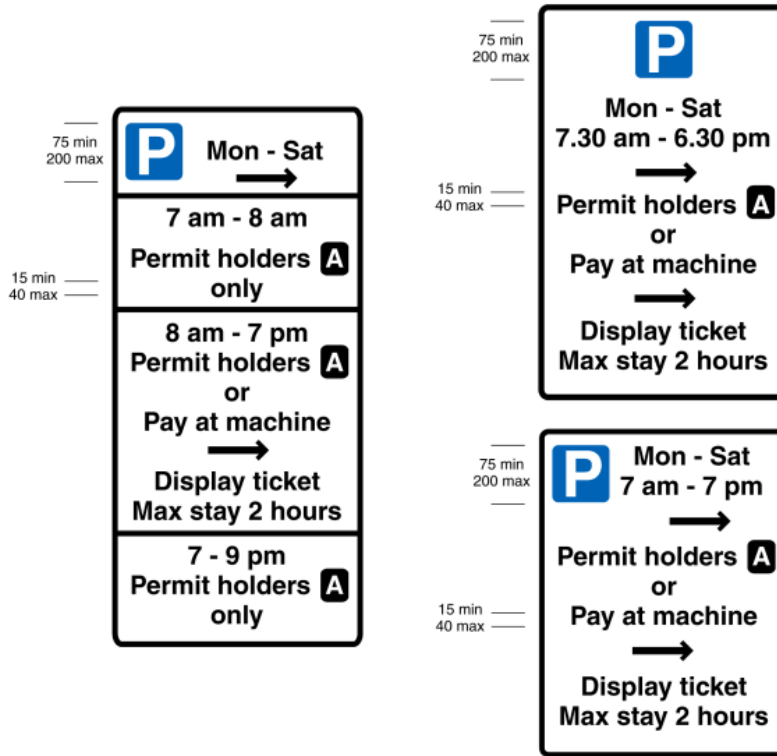 75 min
200 max
P
Mon - Sat
7 am - 8 am
Permit holders A
only
15 min
40 max
8 am - 7 pm
Permit holders A
or
Pay at machine
Display ticket
Max stay 2 hours
7 - 9 pm
Permit holders A
only
75 min
200 max
P
Mon - Sat
7.30 am - 6.30 pm
15 min
40 max
Permit holders A
or
Pay at machine
Display ticket
Max stay 2 hours
75 min
200 max
P
Mon - Sat
7 am - 7 pm
Permit holders A
or
15 min
40 max
Pay at machine
Display ticket
Max stay 2 hours